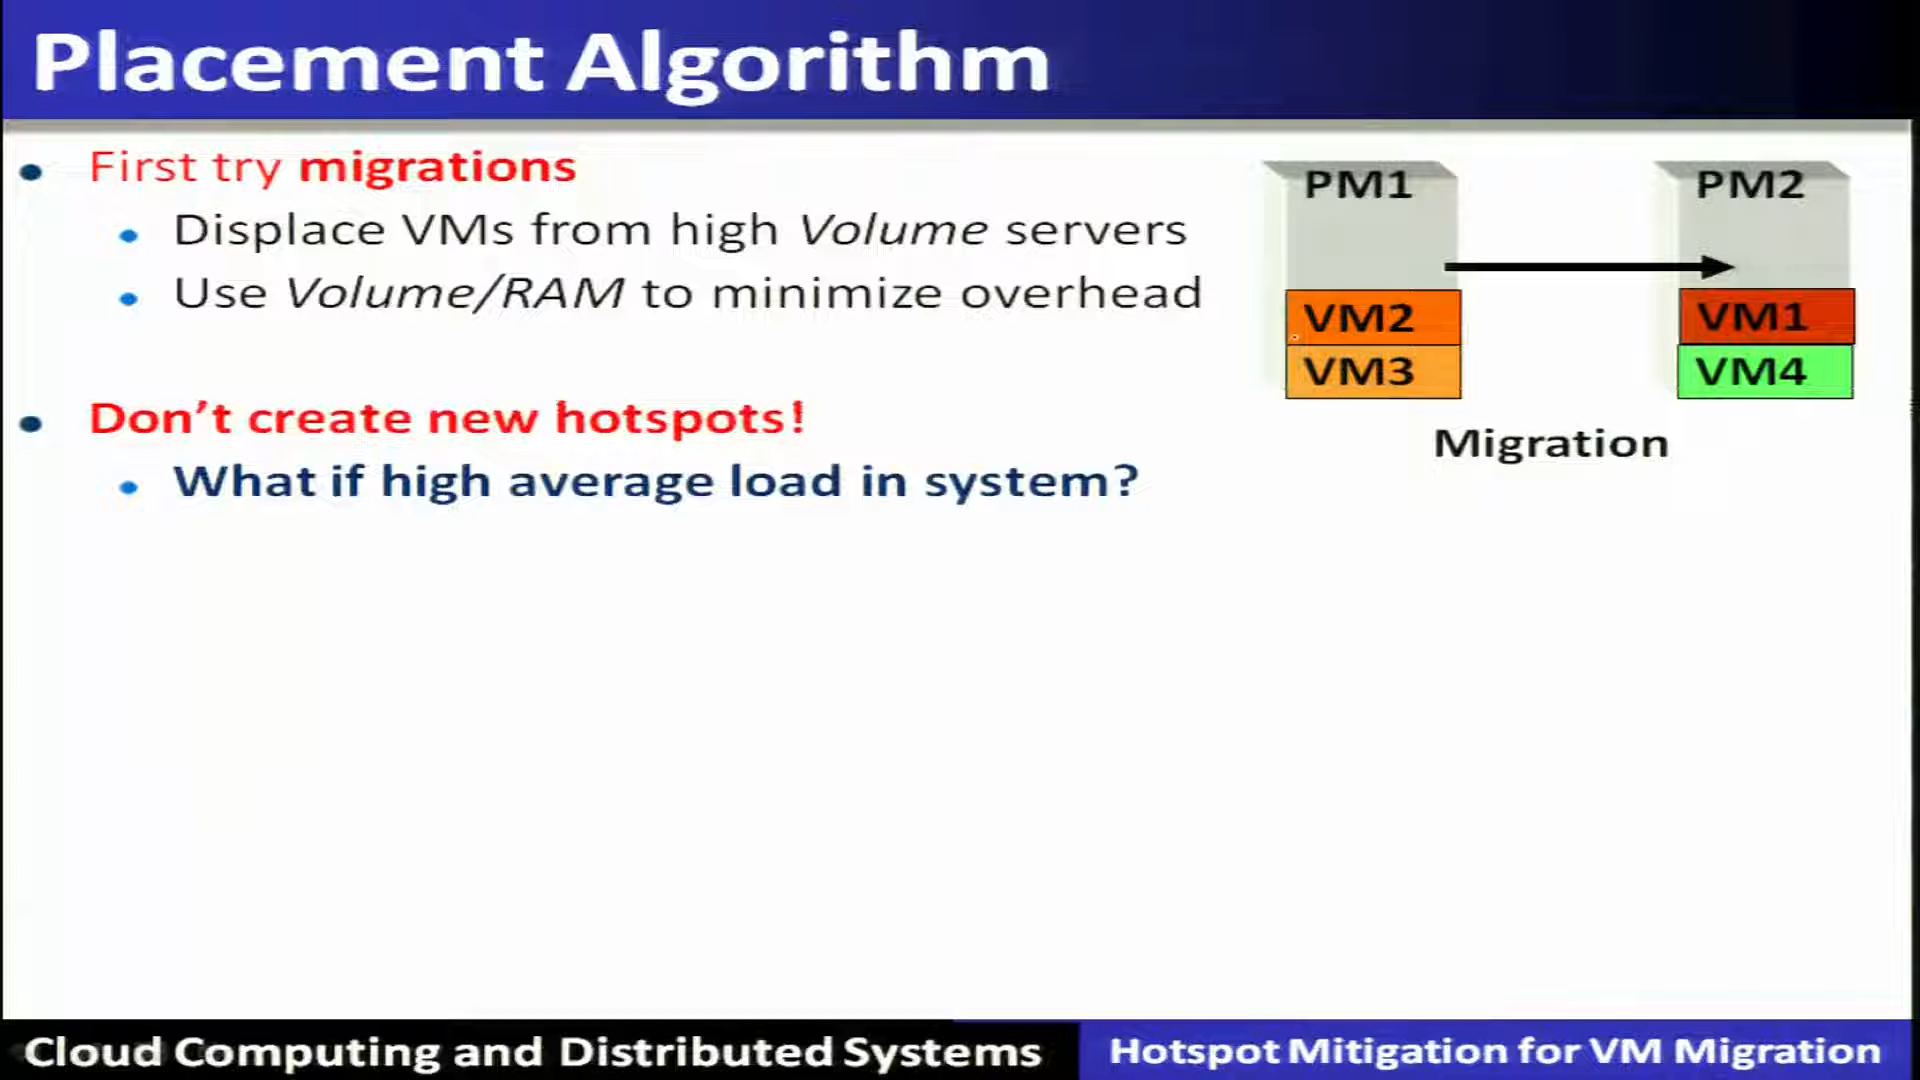 Placement Algorithm
First try migrations
Displace VMs from high Volume servers
Use Volume/RAM to minimize overhead
Don't create new hotspots!
What if high average load in system?
PM1
PM2
VM2
VM1
VM3
VM4
Migration
Cloud Computing and Distributed Systems
Hotspot Mitigation for VM Migration